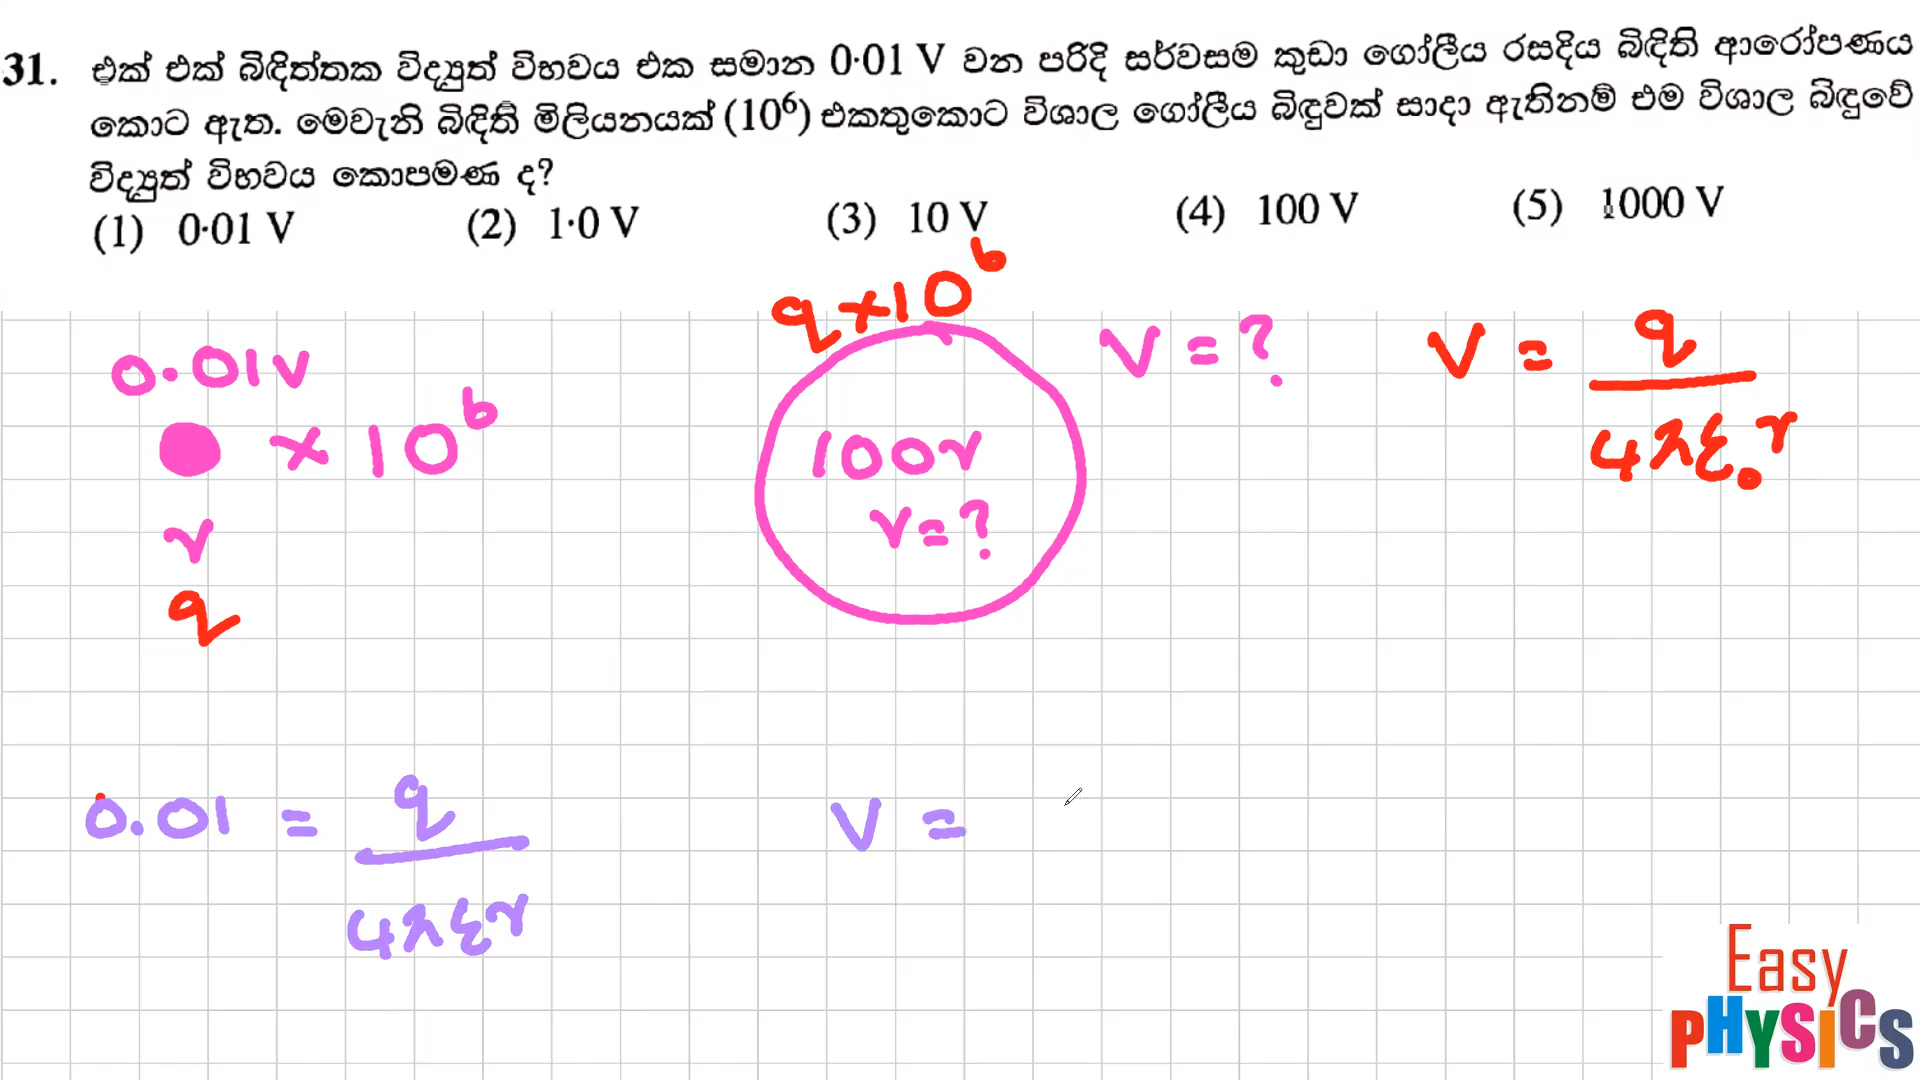 31. එක් එක් බිඳිත්තක විද්‍යුත් විභවය එක සමාන 0·01 V වන පරිදි සර්වසම කුඩා ගෝලීය රසදිය බිඳිති ආරෝපණය
කොට ඇත. මෙවැනි බිඳිති මිලියනයක් (10⁶) එකතුකොට විශාල ගෝලීය බිඳුවක් සාදා ඇතිනම් එම විශාල බිඳුවේ
විද්‍යුත් විභවය කොපමණ ද?
(1) 0·01 V (2) 1·0 V (3) 10 V (4) 100 V (5) 1000 V
q×10⁶
0.01V
V = ?
V = q / 4πε₀r
× 10⁶
100r
r = ?
r
q
0.01 = q / 4πεr
V =
Easy
PHYSICS